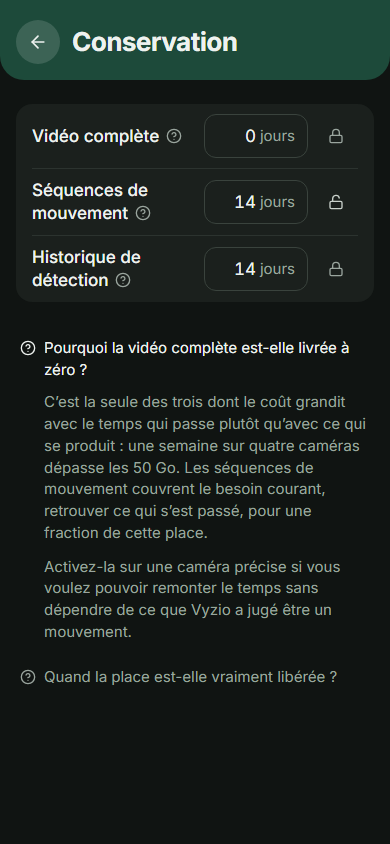 Conservation
Vidéo complète
0 jours
Séquences de
mouvement
14 jours
Historique de
détection
14 jours
Pourquoi la vidéo complète est-elle livrée à
zéro ?
C’est la seule des trois dont le coût grandit
avec le temps qui passe plutôt qu’avec ce qui
se produit : une semaine sur quatre caméras
dépasse les 50 Go. Les séquences de
mouvement couvrent le besoin courant,
retrouver ce qui s’est passé, pour une
fraction de cette place.
Activez-la sur une caméra précise si vous
voulez pouvoir remonter le temps sans
dépendre de ce que Vyzio a jugé être un
mouvement.
Quand la place est-elle vraiment libérée ?